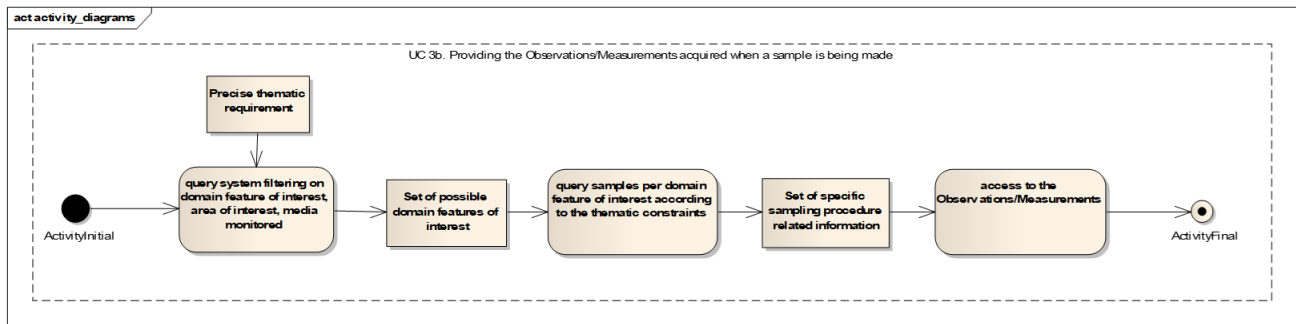 act activity_diagrams
UC 3b. Providing the Observations/Measurements acquired when a sample is being made
Precise thematic
requirement
ActivityInitial
query system filtering on
domain feature of interest,
area of interest, media
monitored
Set of possible
domain features of
interest
query samples per domain
feature of interest according
to the thematic constraints
Set of specific
sampling procedure
related information
access to the
Observations/Measurements
ActivityFinal